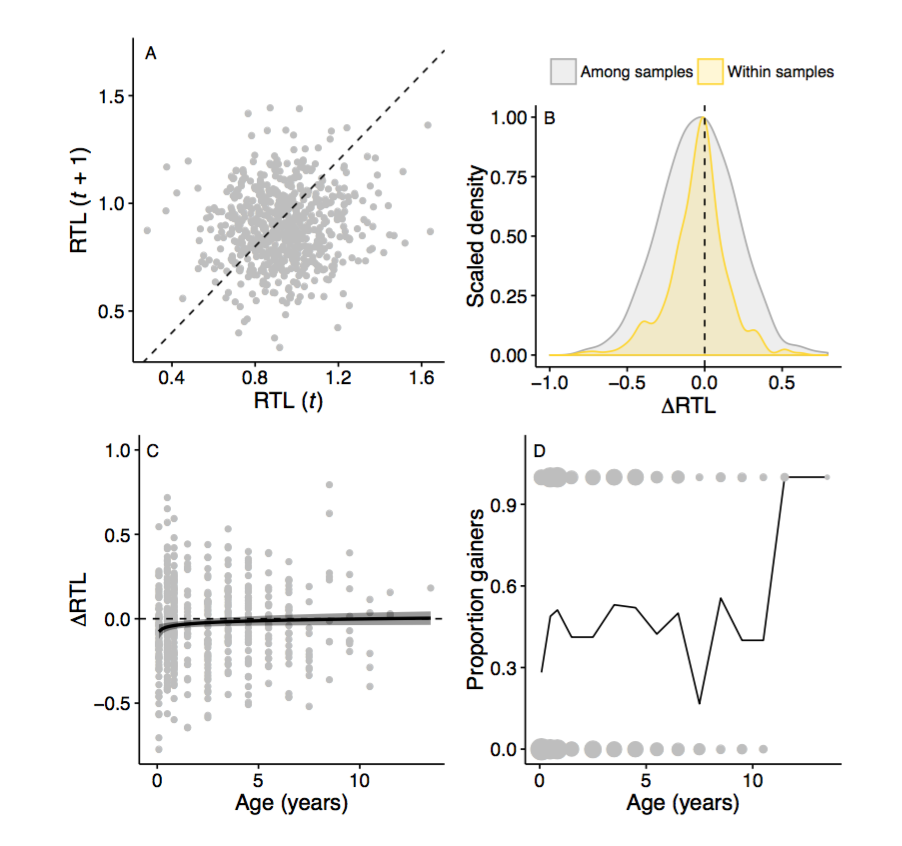 A
1.5
1.0
0.5
RTL (t + 1)
0.4 0.8 1.2 1.6
RTL (t)
Among samples Within samples
B
1.00
0.75
0.50
0.25
0.00
Scaled density
−1.0 −0.5 0.0 0.5
ΔRTL
C
1.0
0.5
0.0
−0.5
ΔRTL
0 5 10
Age (years)
D
0.9
0.6
0.3
0.0
Proportion gainers
0 5 10
Age (years)